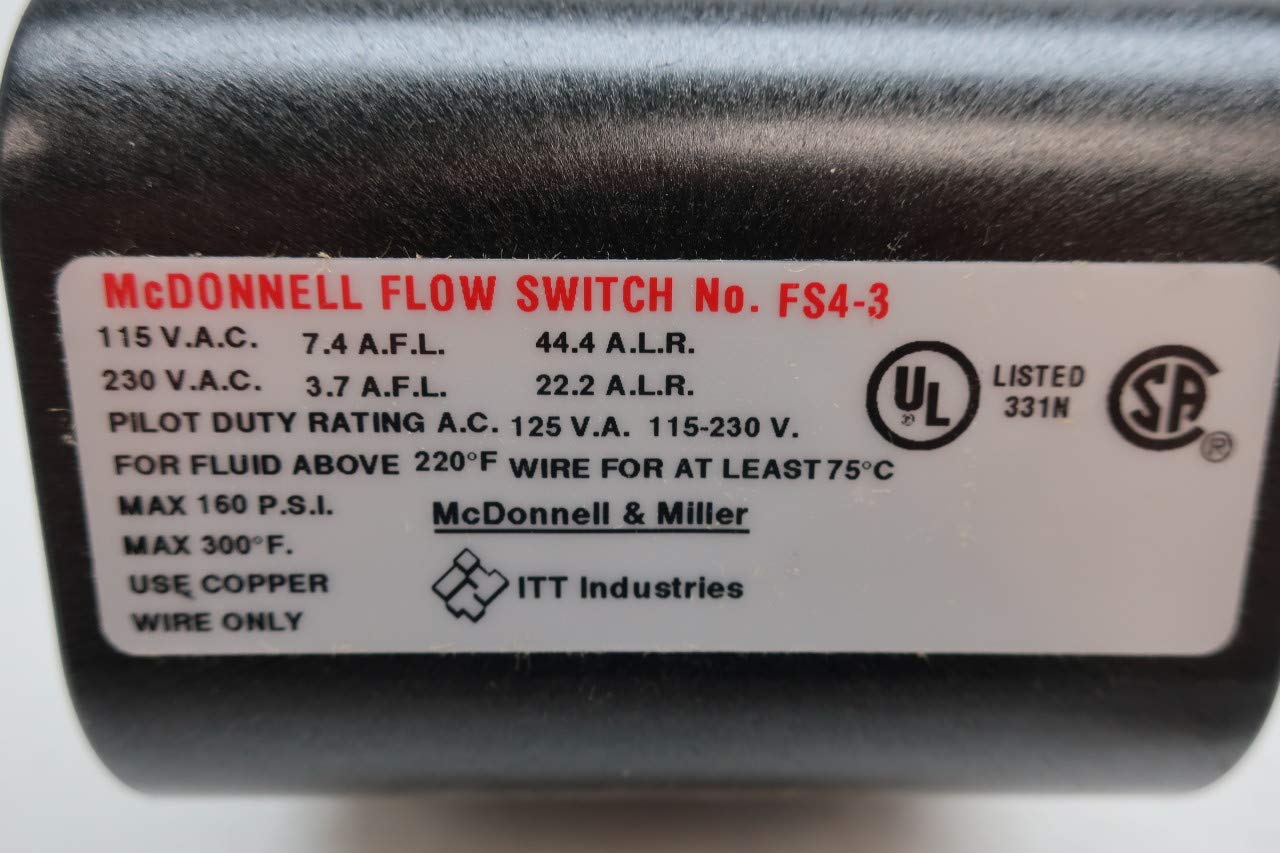 McDONNELL FLOW SWITCH No. FS4-3
115 V.A.C. 7.4 A.F.L. 44.4 A.L.R.
230 V.A.C. 3.7 A.F.L. 22.2 A.L.R.
UL LISTED 331N SA ®
PILOT DUTY RATING A.C. 125 V.A. 115-230 V.
FOR FLUID ABOVE 220°F WIRE FOR AT LEAST 75°C
MAX 160 P.S.I.
MAX 300°F.
USE COPPER
WIRE ONLY
McDonnell & Miller
ITT Industries